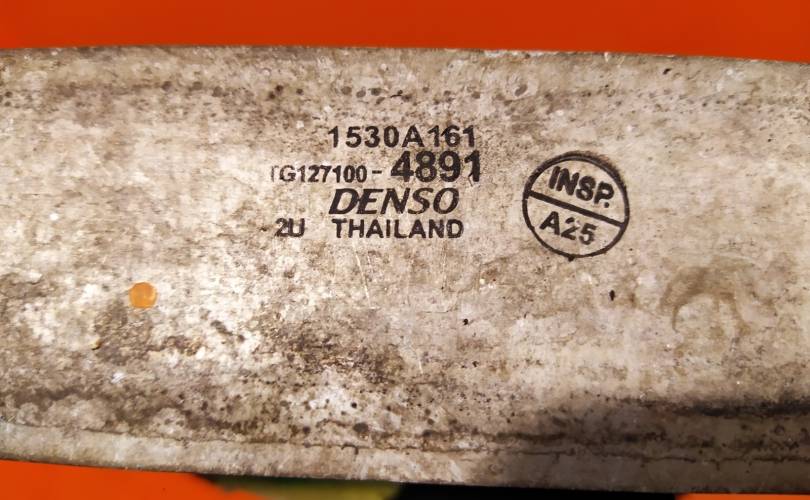 1530A161
TG127100-4891
DENSO
2U THAILAND
INSP.
A25